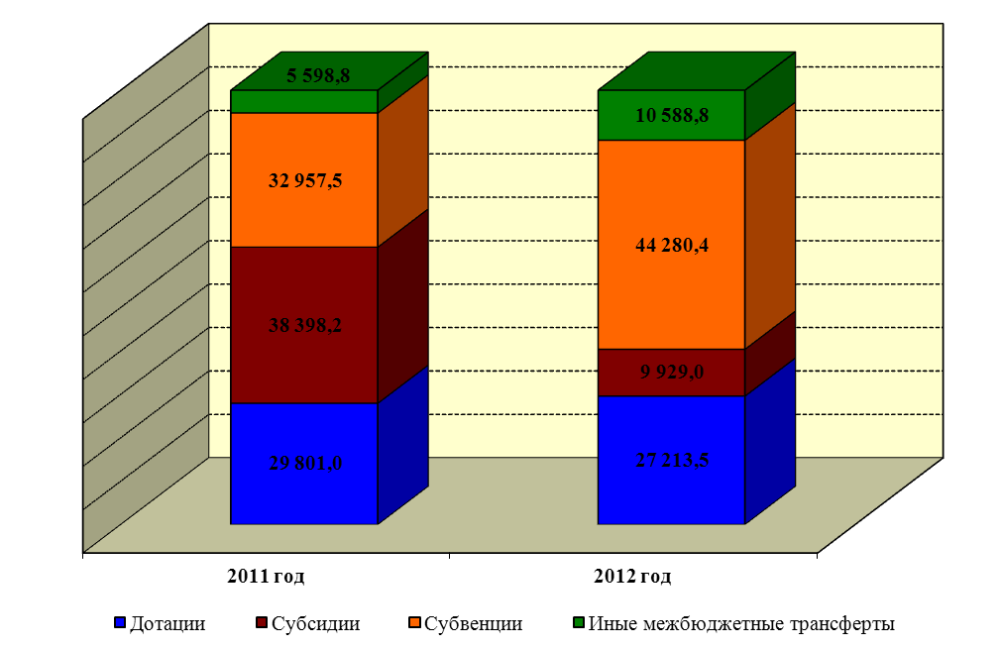 5 598,8
10 588,8
32 957,5
44 280,4
38 398,2
9 929,0
29 801,0
27 213,5
2011 год
2012 год
Дотации Субсидии Субвенции Иные межбюджетные трансферты